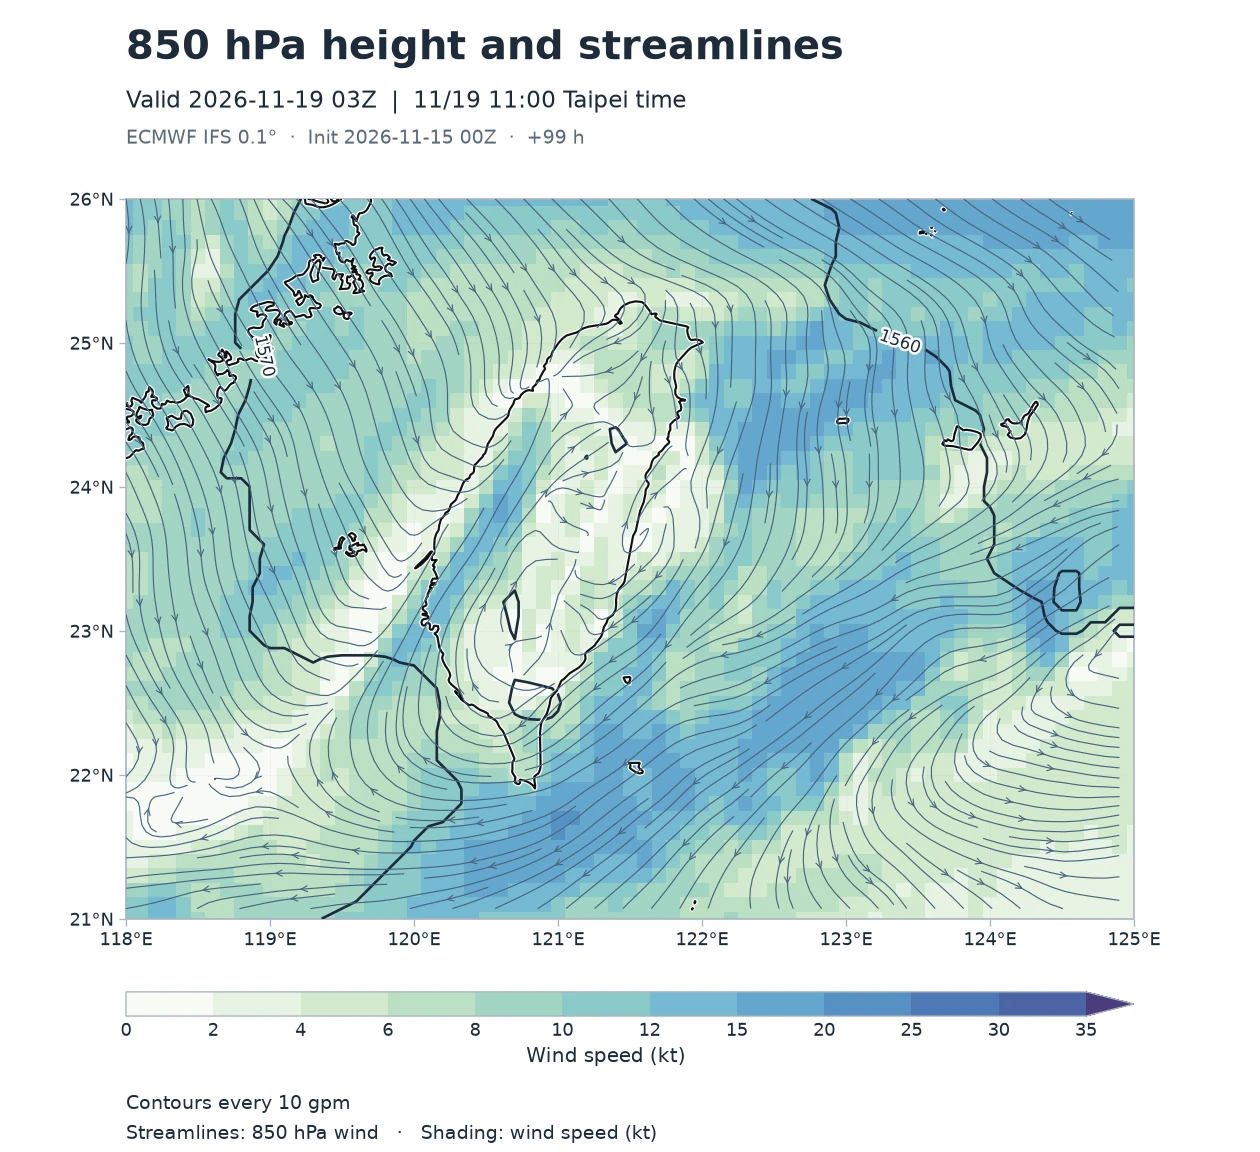 850 hPa height and streamlines
Valid 2026-11-19 03Z | 11/19 11:00 Taipei time
ECMWF IFS 0.1° · Init 2026-11-15 00Z · +99 h
26°N
25°N
24°N
23°N
22°N
21°N
1570
1560
118°E 119°E 120°E 121°E 122°E 123°E 124°E 125°E
0 2 4 6 8 10 12 15 20 25 30 35
Wind speed (kt)
Contours every 10 gpm
Streamlines: 850 hPa wind · Shading: wind speed (kt)